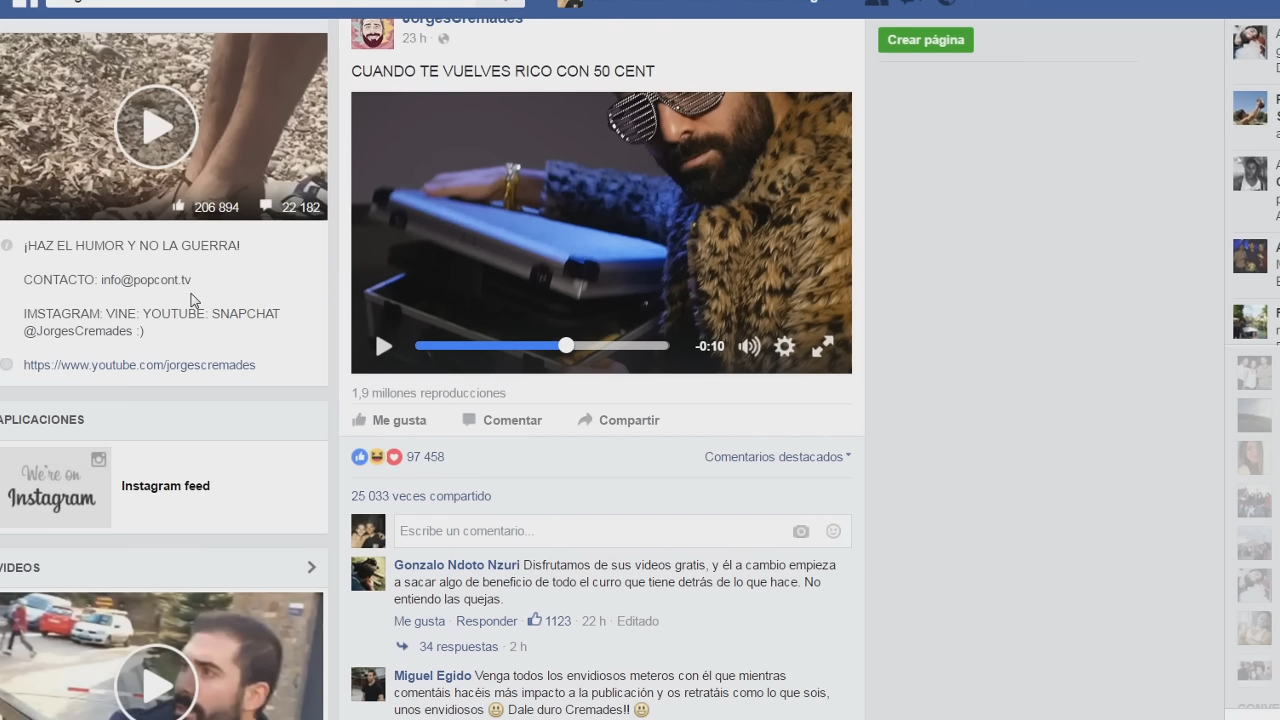 JorgesCremades
23 h
CUANDO TE VUELVES RICO CON 50 CENT
Crear página
206 894
22 182
¡HAZ EL HUMOR Y NO LA GUERRA!
CONTACTO: info@popcont.tv
IMSTAGRAM: VINE: YOUTUBE: SNAPCHAT
@JorgesCremades :)
https://www.youtube.com/jorgescremades
APLICACIONES
We're on
Instagram
Instagram feed
VIDEOS
-0:10
1,9 millones reproducciones
Me gusta
Comentar
Compartir
97 458
Comentarios destacados
25 033 veces compartido
Escribe un comentario...
Gonzalo Ndoto Nzuri Disfrutamos de sus videos gratis, y él a cambio empieza
a sacar algo de beneficio de todo el curro que tiene detrás de lo que hace. No
entiendo las quejas.
Me gusta · Responder · 1123 · 22 h · Editado
34 respuestas · 2 h
Miguel Egido Venga todos los envidiosos meteros con él que mientras
comentáis hacéis más impacto a la publicación y os retratáis como lo que sois,
unos envidiosos 😀 Dale duro Cremades!! 😀